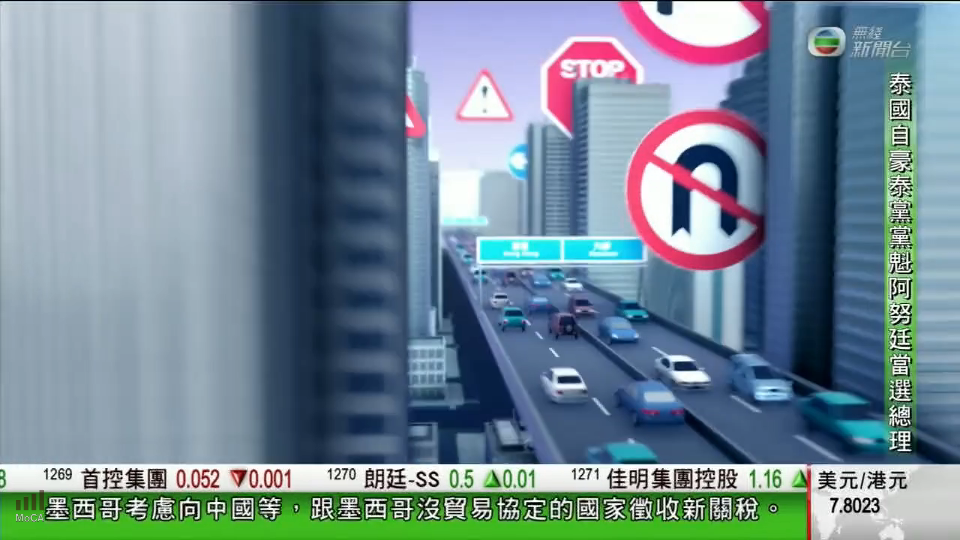 無綫
新聞台
STOP
泰國自豪泰黨黨魁阿努廷當選總理
1269 首控集團 0.052 ▼0.001 1270 朗廷-SS 0.5 ▲0.01 1271 佳明集團控股 1.16 ▲
美元/港元
7.8023
墨西哥考慮向中國等，跟墨西哥沒貿易協定的國家徵收新關稅。
MoCA